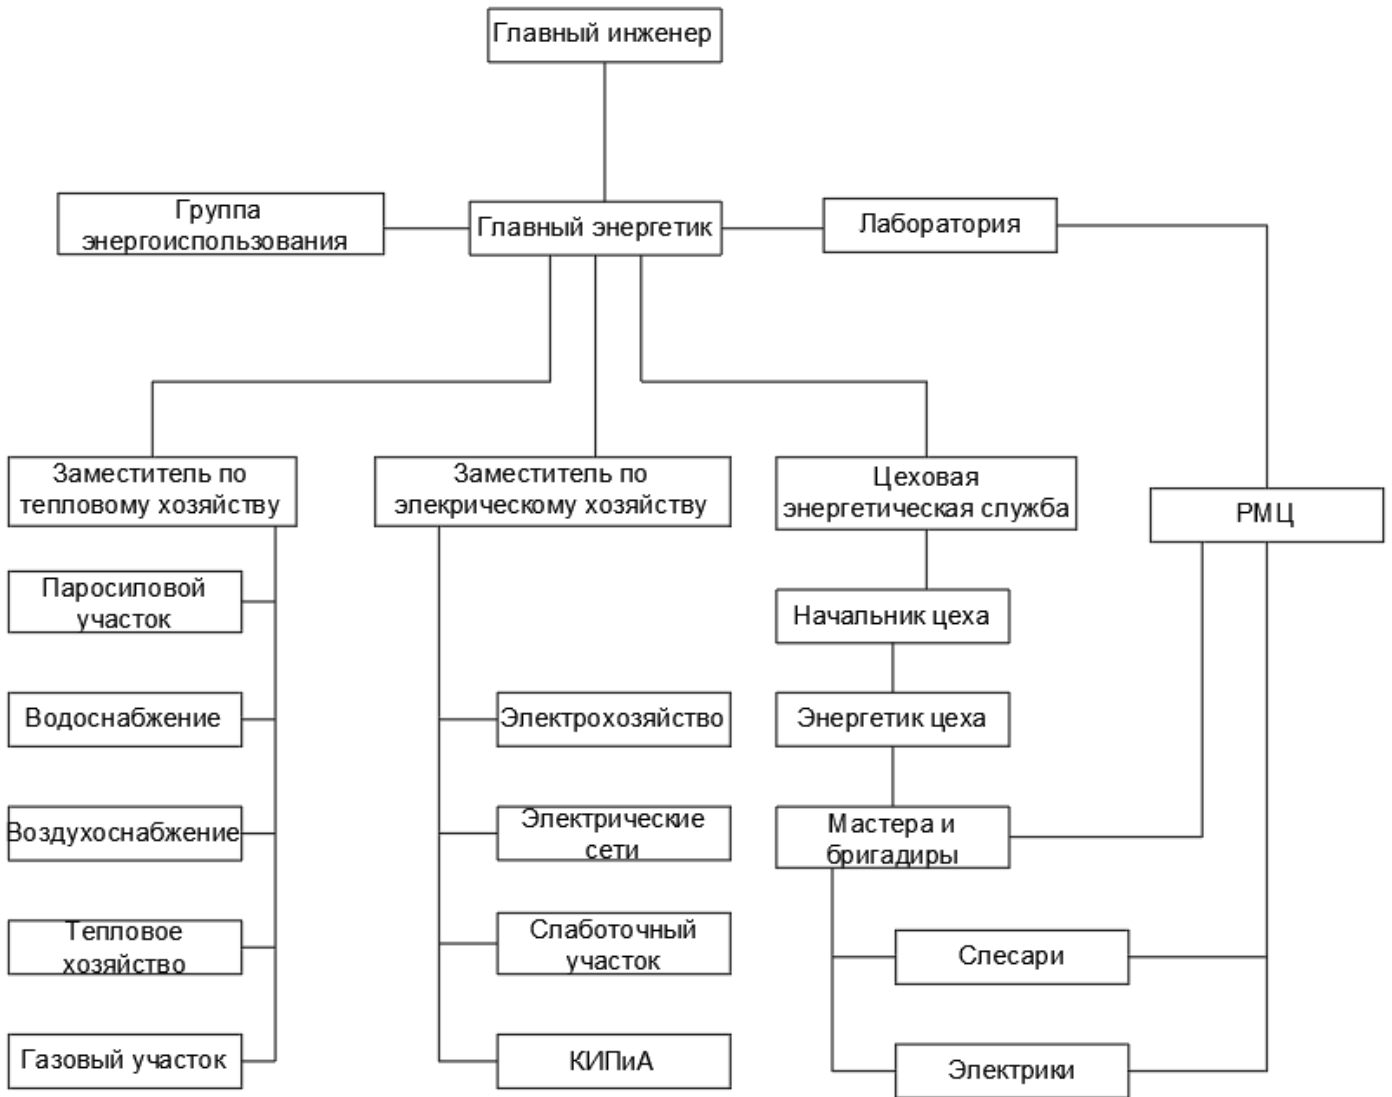 Главный инженер
Группа
энергоиспользования
Главный энергетик
Лаборатория
Заместитель по
тепловому хозяйству
Заместитель по
элекрическому хозяйству
Цеховая
энергетическая служба
РМЦ
Паросиловой
участок
Начальник цеха
Водоснабжение
Электрохозяйство
Энергетик цеха
Воздухоснабжение
Электрические
сети
Мастера и
бригадиры
Тепловое
хозяйство
Слаботочный
участок
Слесари
Газовый участок
КИПиА
Электрики